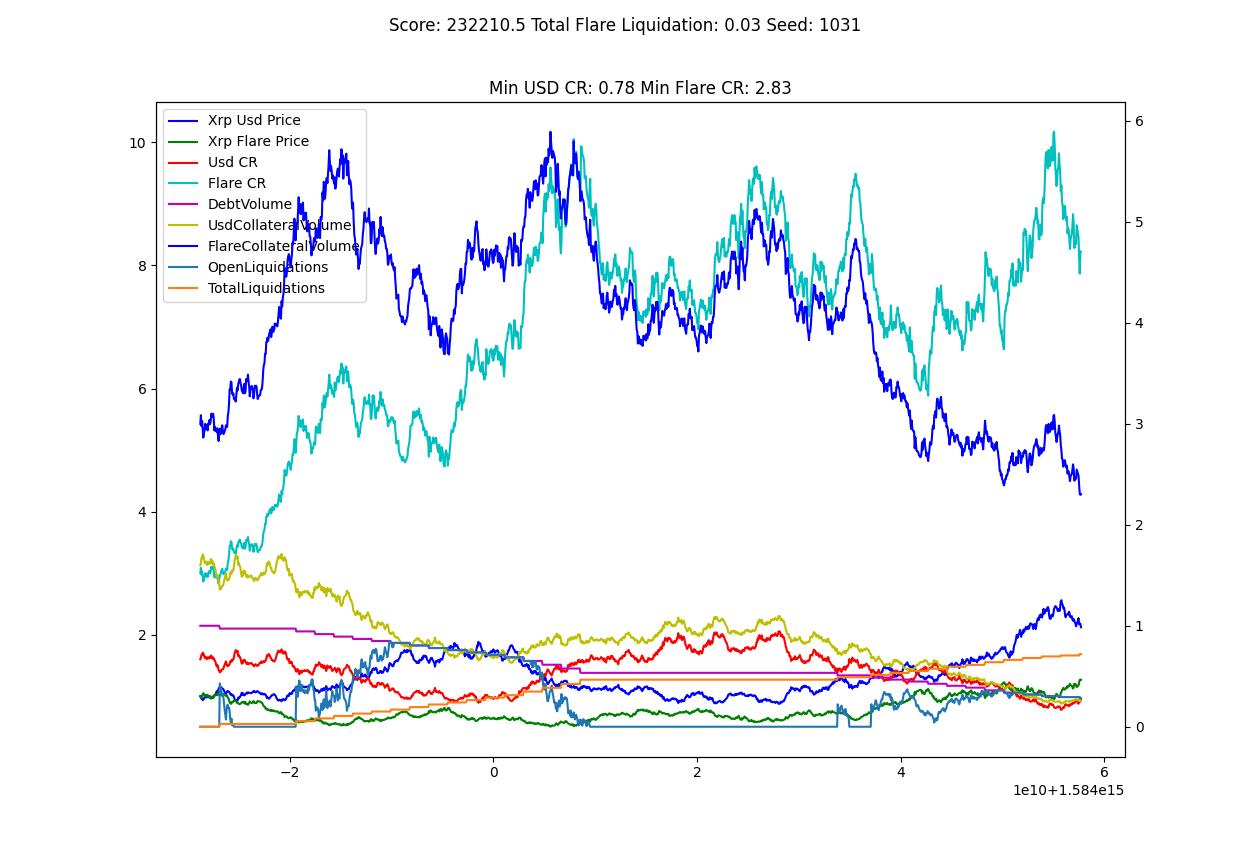 Score: 232210.5 Total Flare Liquidation: 0.03 Seed: 1031
Min USD CR: 0.78 Min Flare CR: 2.83
Xrp Usd Price
Xrp Flare Price
Usd CR
Flare CR
DebtVolume
UsdCollateralVolume
FlareCollateralVolume
OpenLiquidations
TotalLiquidations
10
8
6
4
2
6
5
4
3
2
1
0
−2
0
2
4
6
1e10+1.584e15